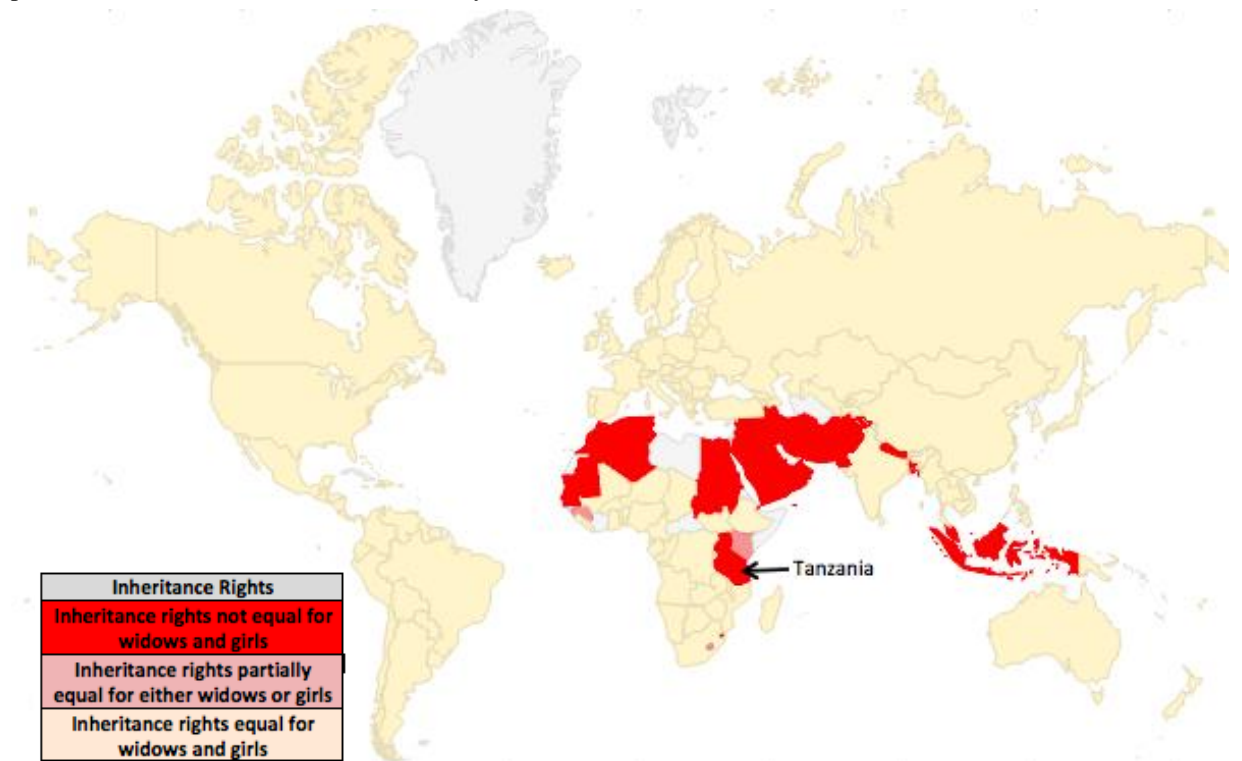 Tanzania
Inheritance Rights
Inheritance rights not equal for
widows and girls
Inheritance rights partially
equal for either widows or girls
Inheritance rights equal for
widows and girls